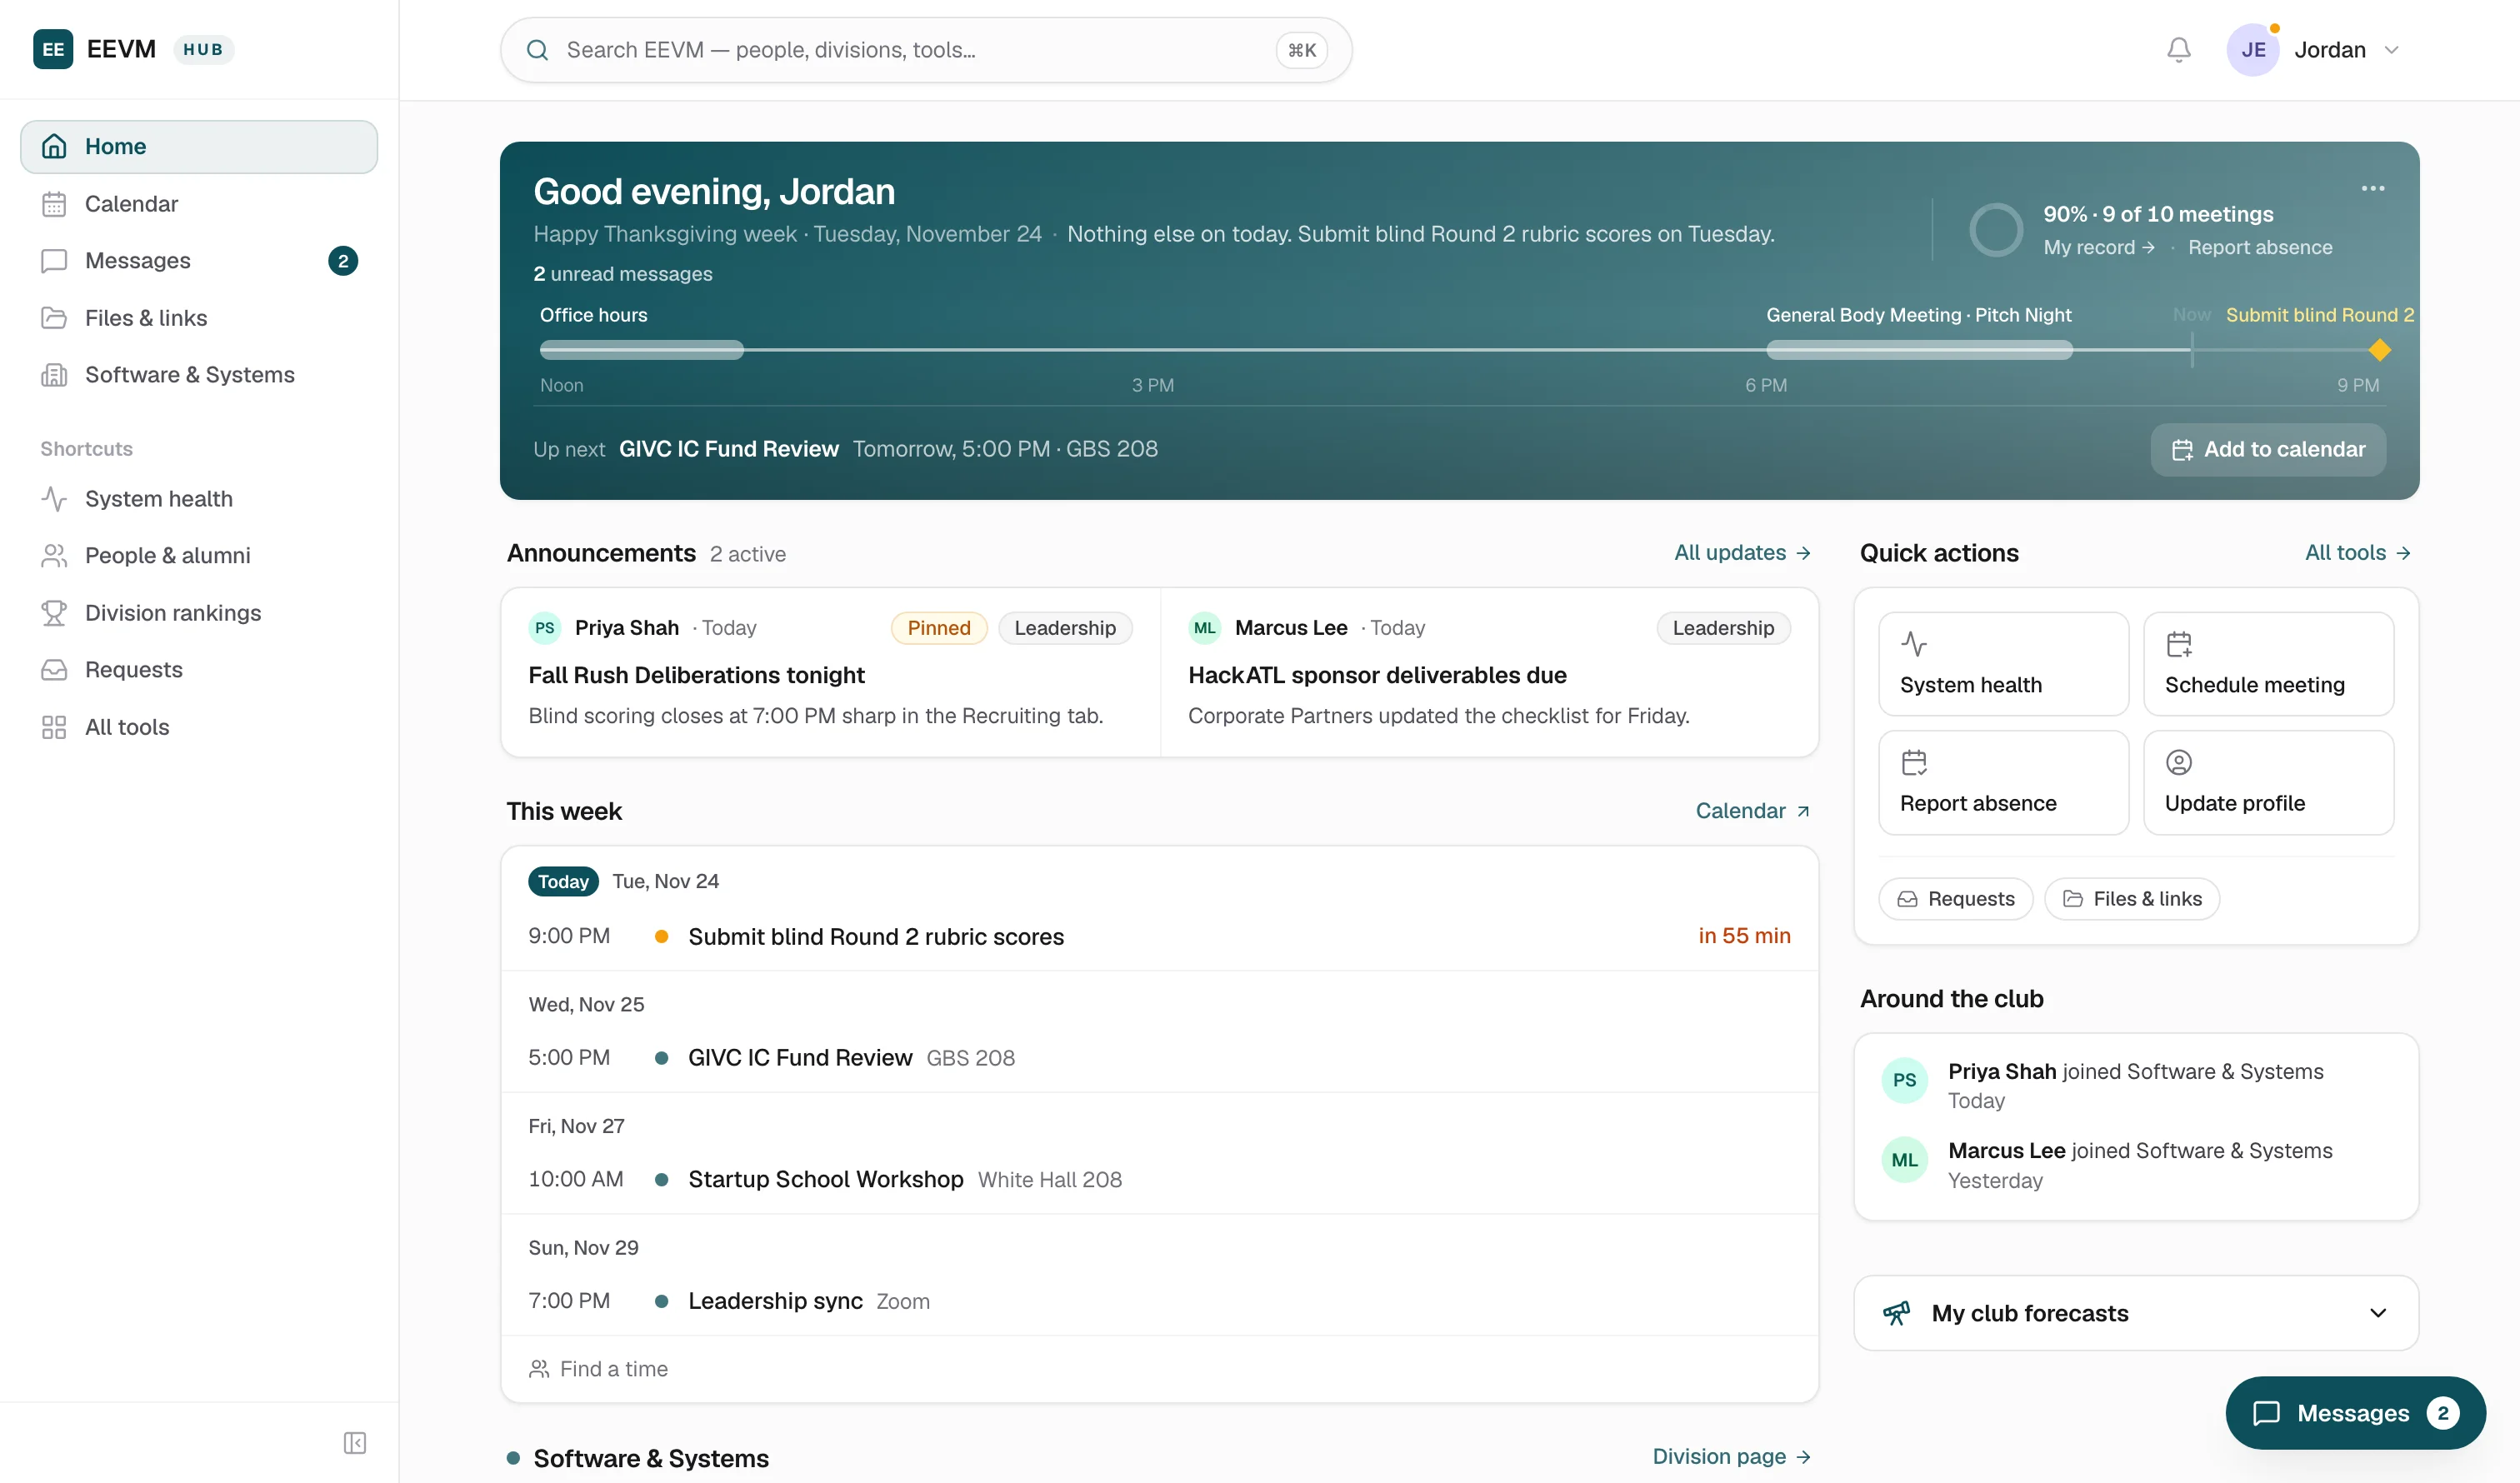 EE EEVM HUB
Search EEVM — people, divisions, tools... ⌘K
JE Jordan
Home
Calendar
Messages 2
Files & links
Software & Systems
Shortcuts
System health
People & alumni
Division rankings
Requests
All tools
Good evening, Jordan
Happy Thanksgiving week · Tuesday, November 24 · Nothing else on today. Submit blind Round 2 rubric scores on Tuesday.
2 unread messages
90% · 9 of 10 meetings
My record → · Report absence
Office hours General Body Meeting · Pitch Night Now Submit blind Round 2
Noon 3 PM 6 PM 9 PM
Up next GIVC IC Fund Review Tomorrow, 5:00 PM · GBS 208
Add to calendar
Announcements 2 active All updates →
PS Priya Shah · Today Pinned Leadership
Fall Rush Deliberations tonight
Blind scoring closes at 7:00 PM sharp in the Recruiting tab.
ML Marcus Lee · Today Leadership
HackATL sponsor deliverables due
Corporate Partners updated the checklist for Friday.
This week Calendar ↗
Today Tue, Nov 24
9:00 PM Submit blind Round 2 rubric scores in 55 min
Wed, Nov 25
5:00 PM GIVC IC Fund Review GBS 208
Fri, Nov 27
10:00 AM Startup School Workshop White Hall 208
Sun, Nov 29
7:00 PM Leadership sync Zoom
Find a time
Software & Systems Division page →
Quick actions All tools →
System health
Schedule meeting
Report absence
Update profile
Requests Files & links
Around the club
PS Priya Shah joined Software & Systems
Today
ML Marcus Lee joined Software & Systems
Yesterday
My club forecasts
Messages 2